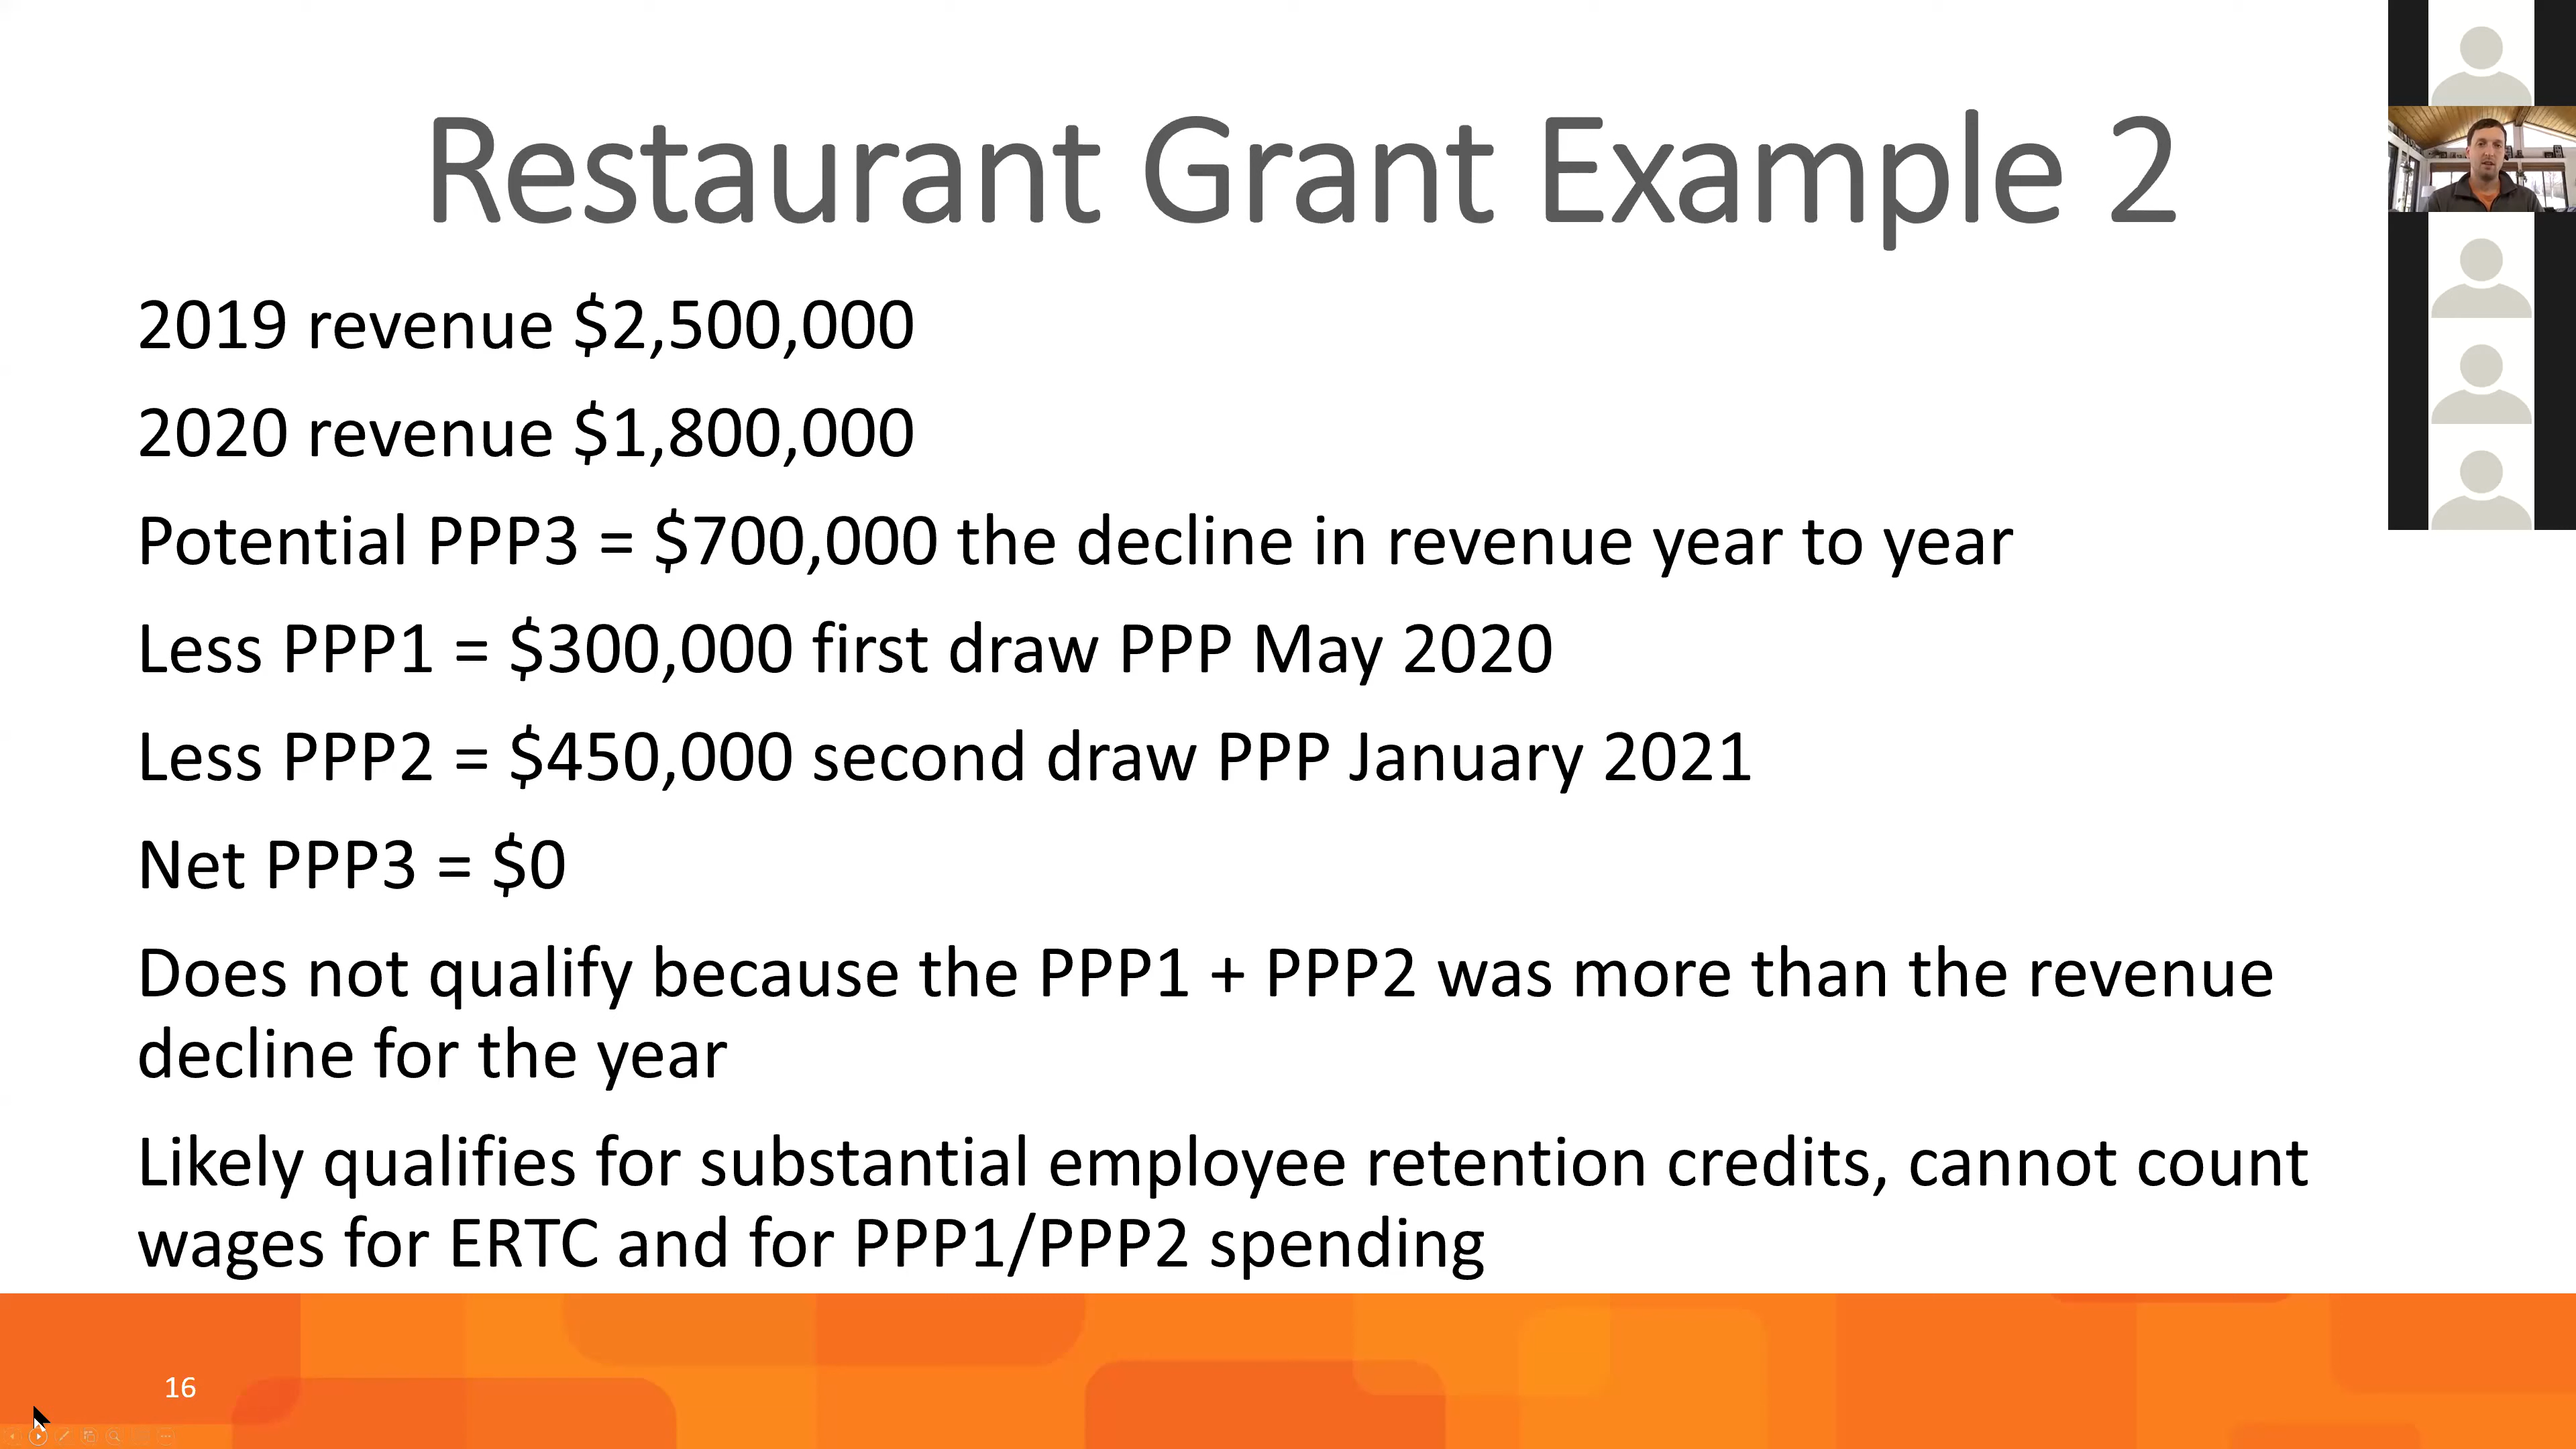 Restaurant Grant Example 2
2019 revenue $2,500,000
2020 revenue $1,800,000
Potential PPP3 = $700,000 the decline in revenue year to year
Less PPP1 = $300,000 first draw PPP May 2020
Less PPP2 = $450,000 second draw PPP January 2021
Net PPP3 = $0
Does not qualify because the PPP1 + PPP2 was more than the revenue
decline for the year
Likely qualifies for substantial employee retention credits, cannot count
wages for ERTC and for PPP1/PPP2 spending
16